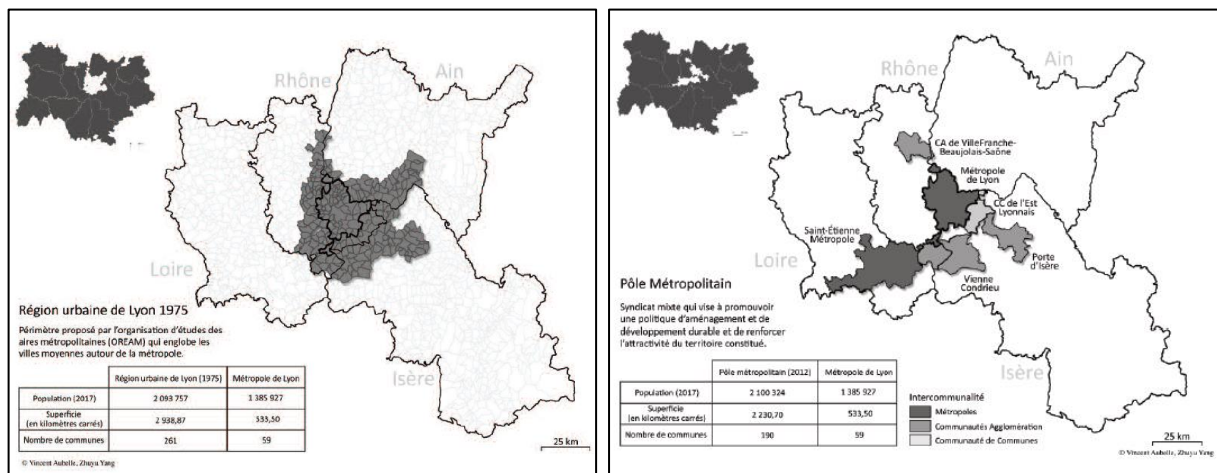 Rhône
Ain
Loire
Isère
Région urbaine de Lyon 1975
Périmètre proposé par l'organisation d'études des
aires métropolitaines (OREAM) qui englobe les
villes moyennes autour de la métropole.
Région urbaine de Lyon (1975) Métropole de Lyon
Population (2017) 2 093 757 1 385 927
Superficie
(en kilomètres carrés) 2 938,87 533,50
Nombre de communes 261 59
25 km
© Vincent Aubelle, Zhuyu Yang
Rhône
Ain
CA de VilleFranche-
Beaujolais-Saône
Métropole
de Lyon
CC de l'Est
Lyonnais
Saint-Étienne
Métropole
Loire
Porte
d'Isère
Vienne
Condrieu
Isère
Pôle Métropolitain
Syndicat mixte qui vise à promouvoir
une politique d'aménagement et de
développement durable et de renforcer
l'attractivité du territoire constitué.
Pôle métropolitain (2012) Métropole de Lyon
Population (2017) 2 100 324 1 385 927
Superficie
(en kilomètres carrés) 2 230,70 533,50
Nombre de communes 190 59
Intercommunalité
Métropoles
Communautés Agglomération
Communauté de Communes
25 km
© Vincent Aubelle, Zhuyu Yang